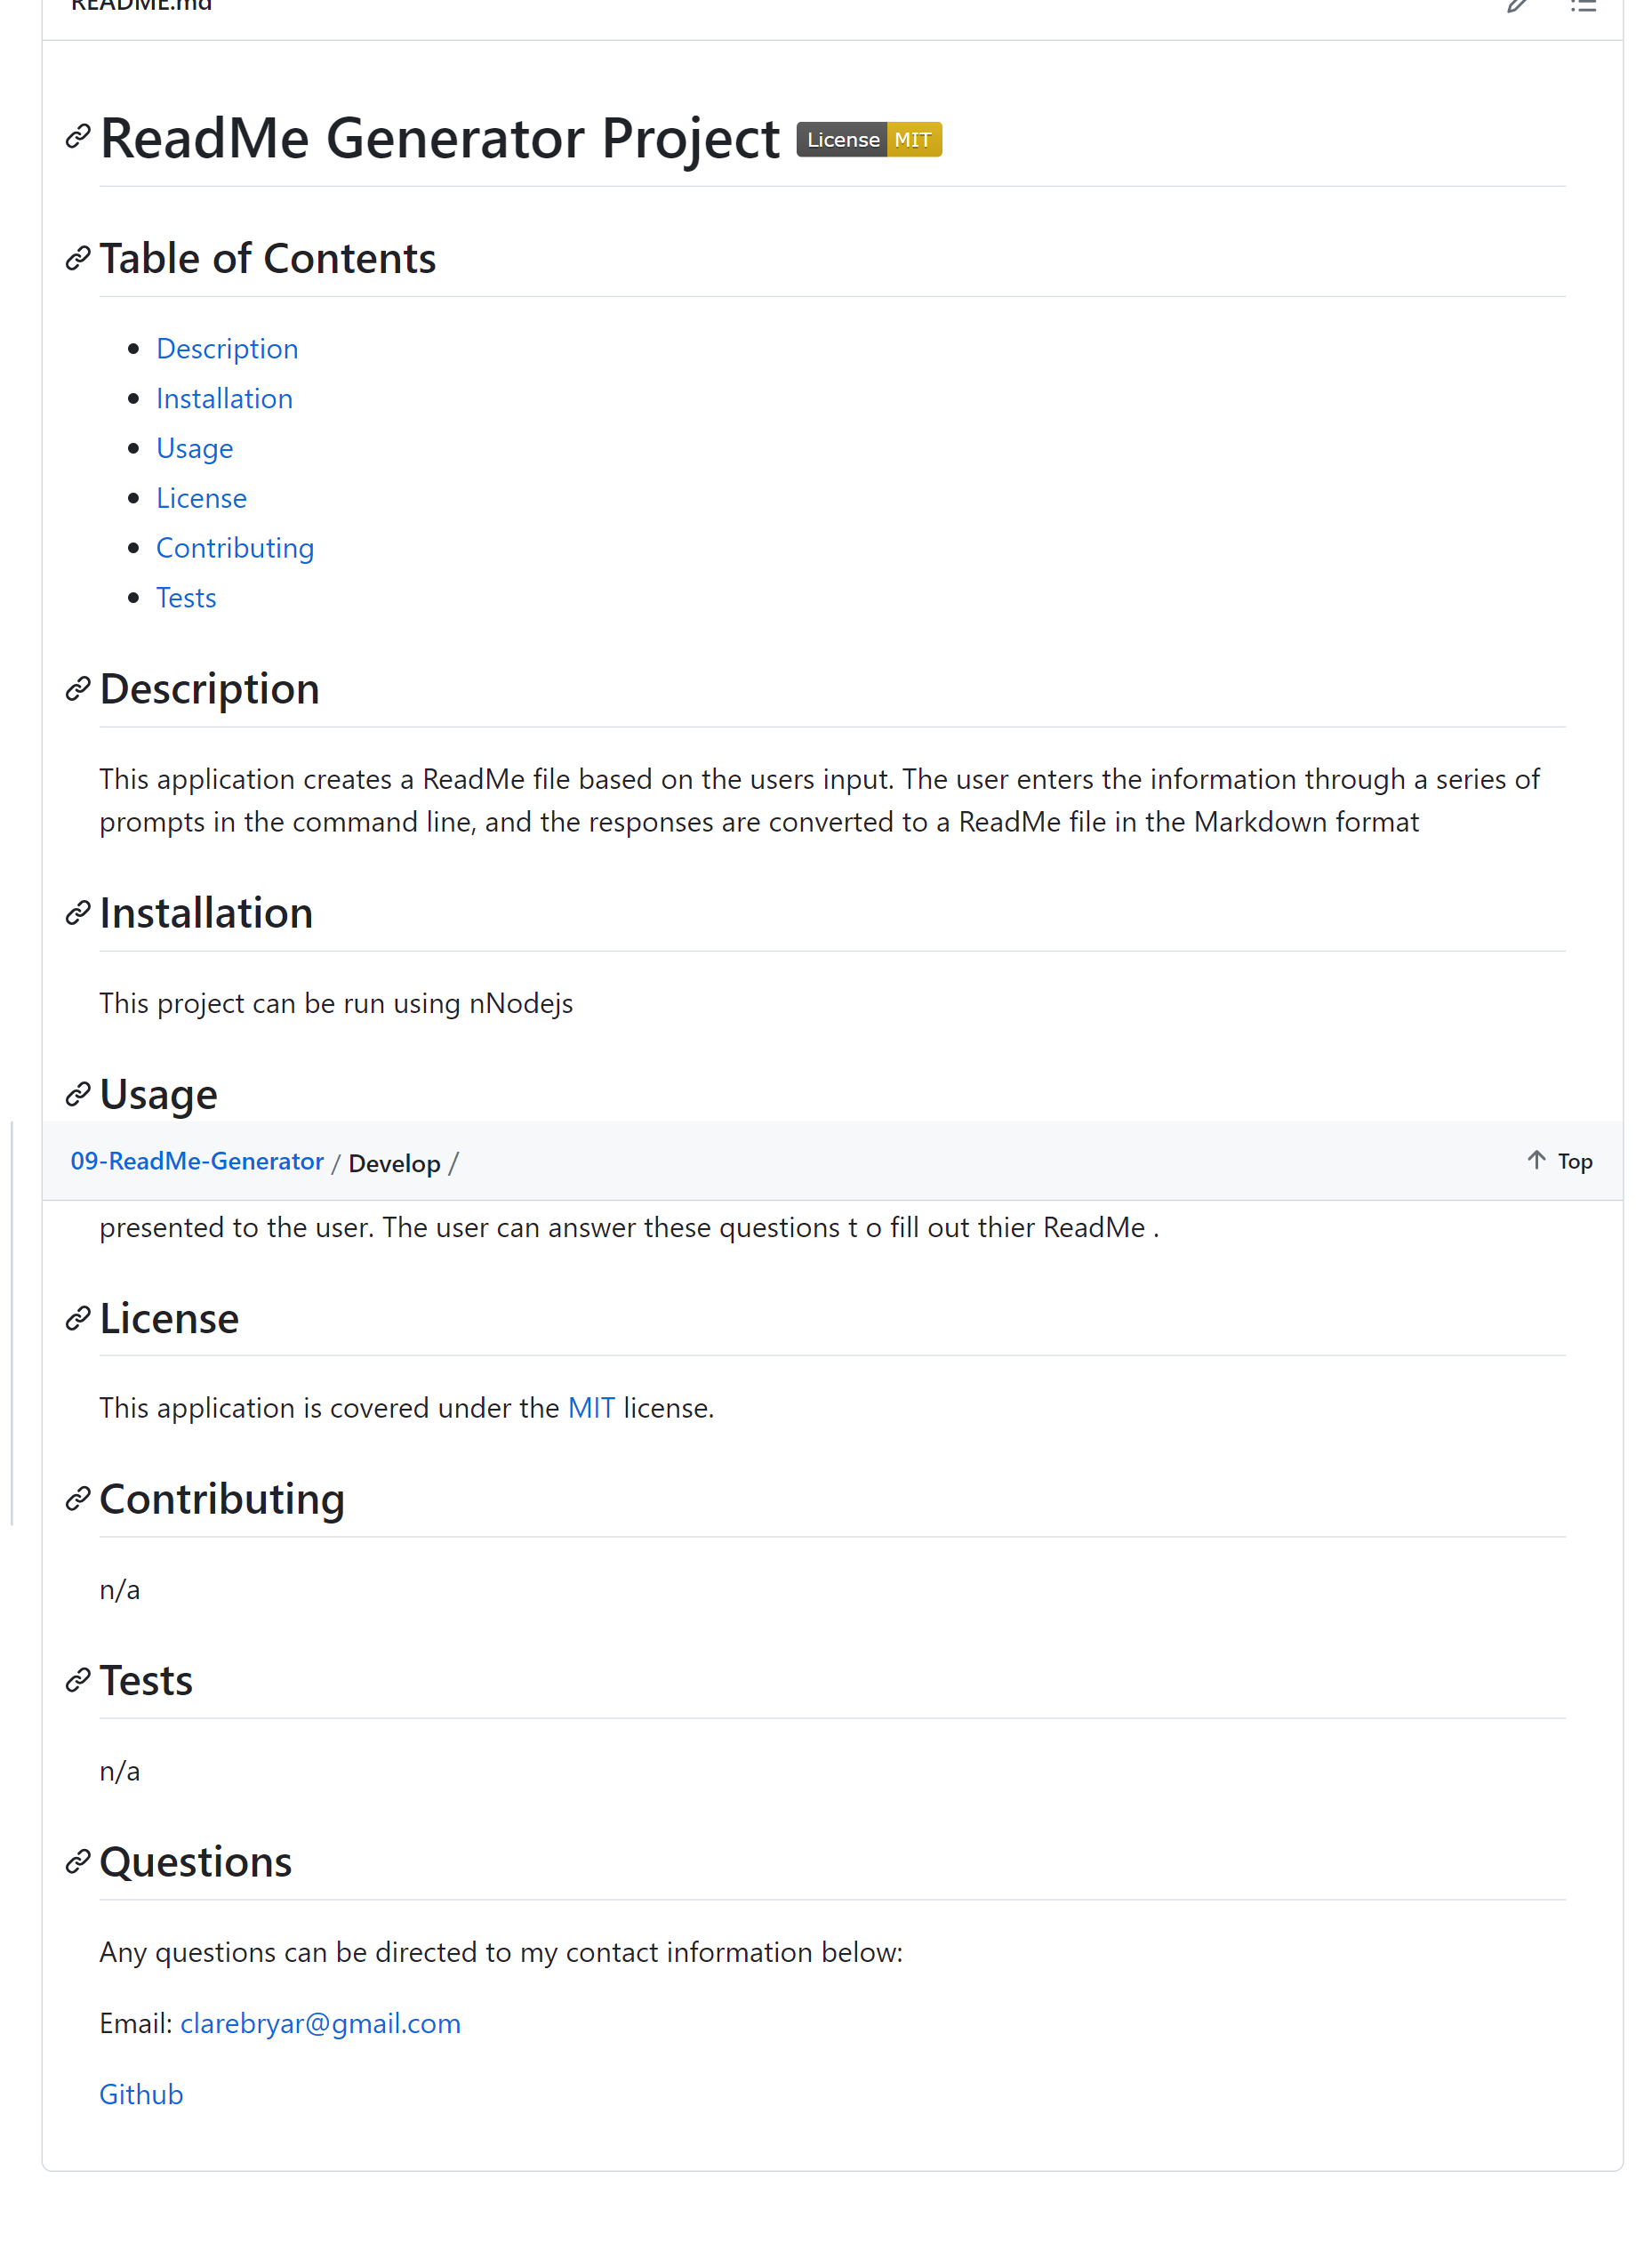 README.md
ReadMe Generator Project License MIT
Table of Contents
Description
Installation
Usage
License
Contributing
Tests
Description
This application creates a ReadMe file based on the users input. The user enters the information through a series of
prompts in the command line, and the responses are converted to a ReadMe file in the Markdown format
Installation
This project can be run using nNodejs
Usage
09-ReadMe-Generator / Develop / Top
presented to the user. The user can answer these questions t o fill out thier ReadMe .
License
This application is covered under the MIT license.
Contributing
n/a
Tests
n/a
Questions
Any questions can be directed to my contact information below:
Email: clarebryar@gmail.com
Github